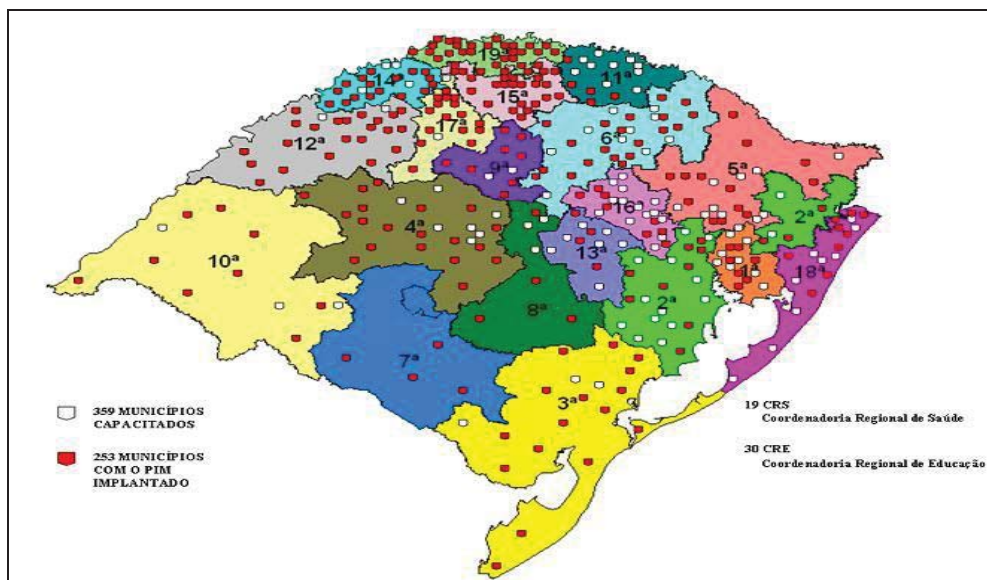 19ª
11ª
14ª
15ª
17ª
12ª
6ª
9ª
5ª
16ª
2ª
4ª
13ª
10ª
1ª
18ª
2ª
8ª
7ª
3ª
359 MUNICÍPIOS
CAPACITADOS
253 MUNICÍPIOS
COM O PIM
IMPLANTADO
19 CRS
Coordenadoria Regional de Saúde
30 CRE
Coordenadoria Regional de Educação